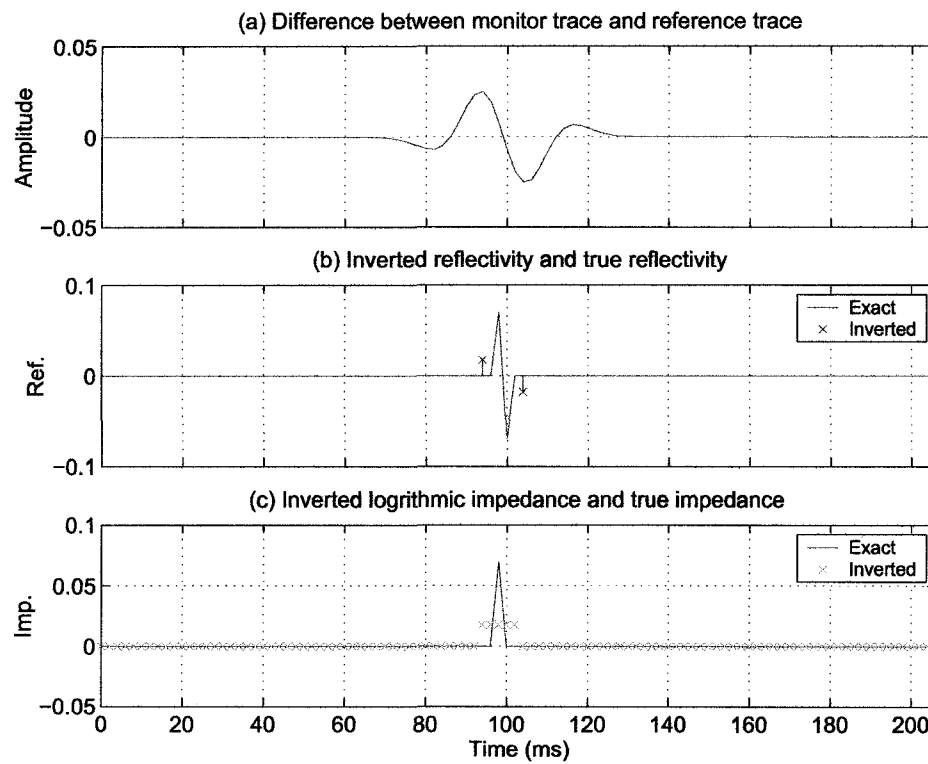 (a) Difference between monitor trace and reference trace
0.05
0
−0.05
Amplitude
(b) Inverted reflectivity and true reflectivity
0.1
0
−0.1
Ref.
Exact
Inverted
(c) Inverted logrithmic impedance and true impedance
0.1
0.05
0
−0.05
Imp.
Exact
Inverted
0 20 40 60 80 100 120 140 160 180 200
Time (ms)